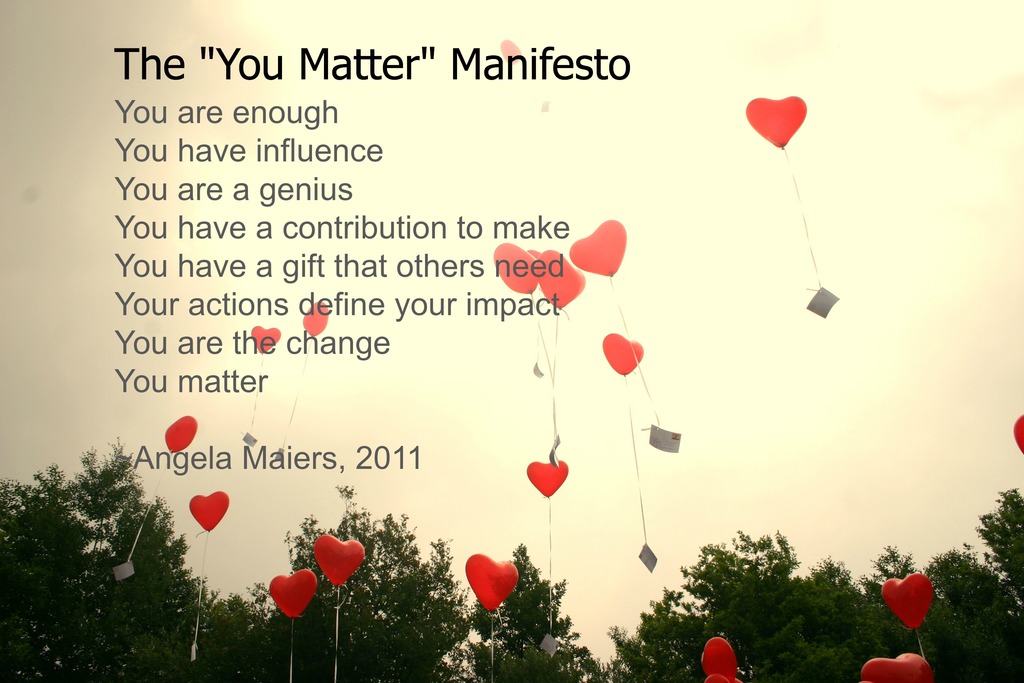 The "You Matter" Manifesto
You are enough
You have influence
You are a genius
You have a contribution to make
You have a gift that others need
Your actions define your impact
You are the change
You matter
~Angela Maiers, 2011